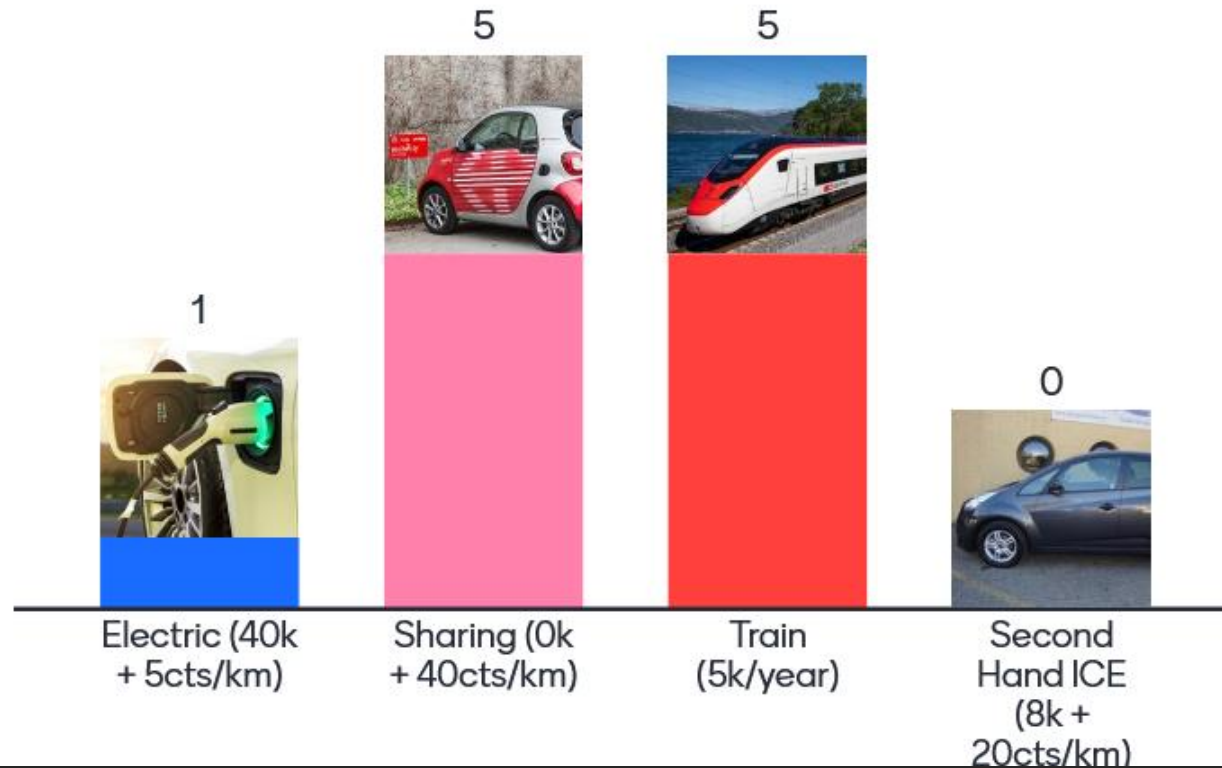 5
5
1
0
Electric (40k
+ 5cts/km)
Sharing (0k
+ 40cts/km)
Train
(5k/year)
Second
Hand ICE
(8k +
20cts/km)